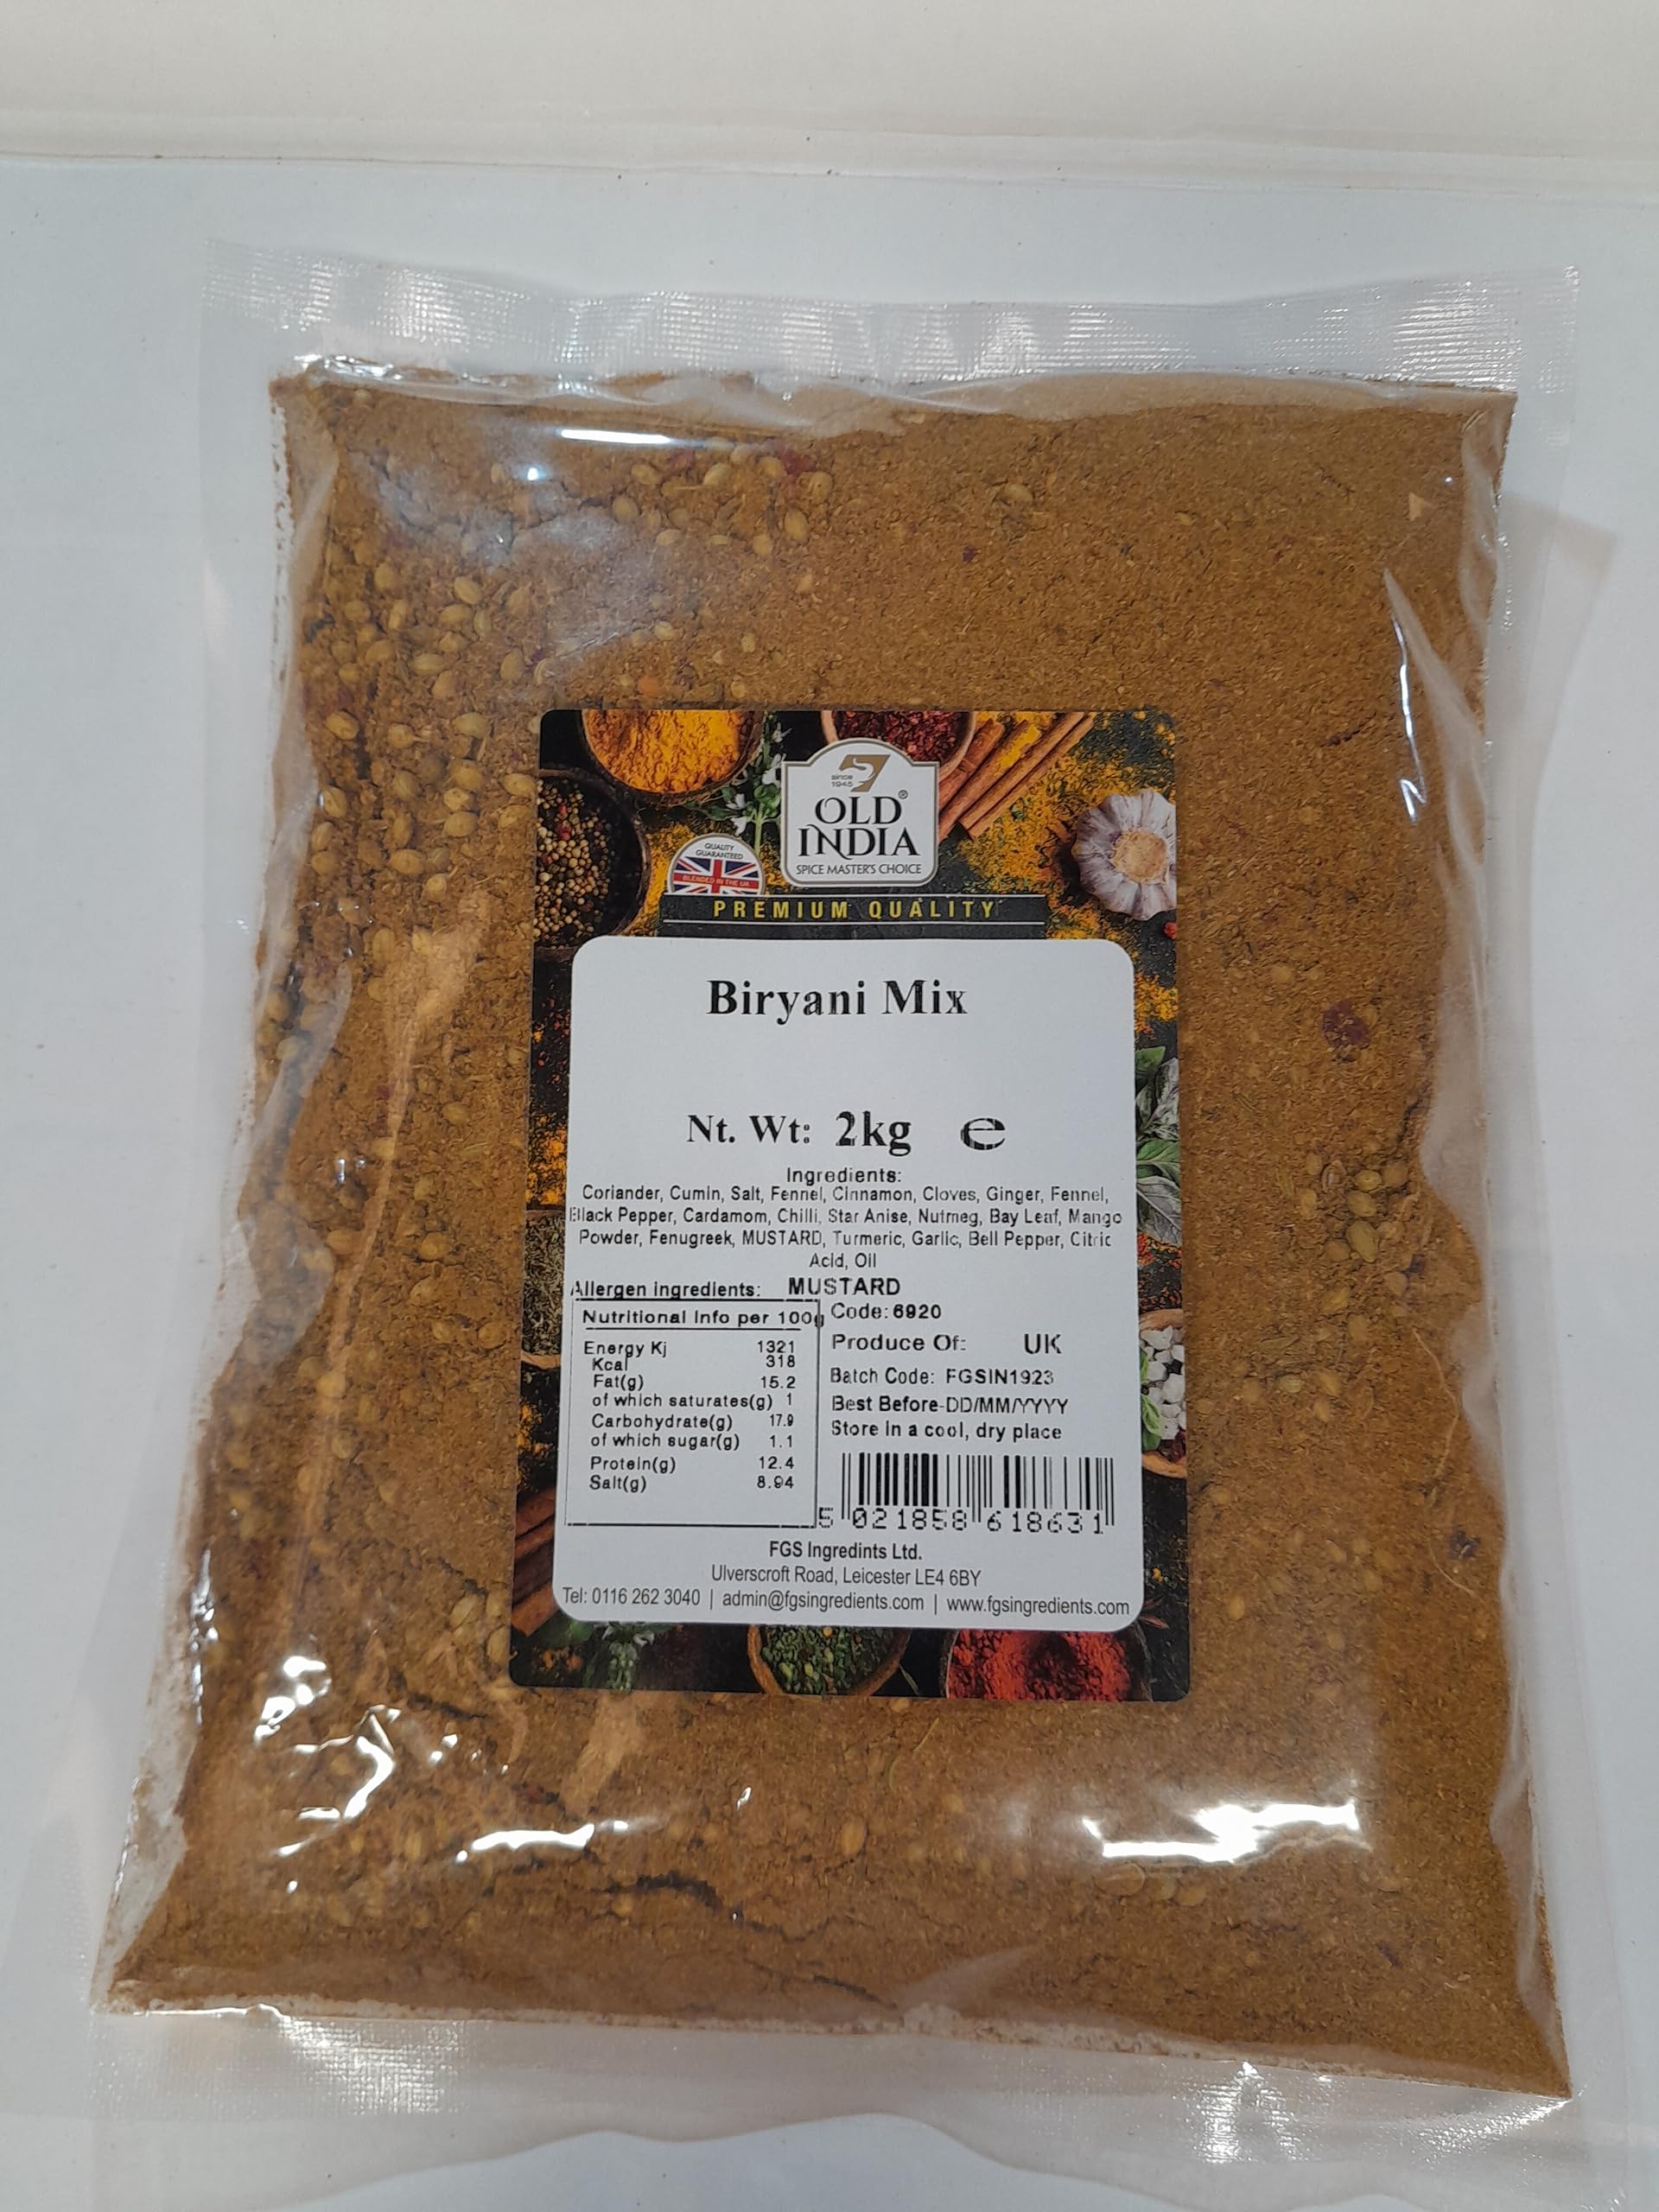 since
1945
OLD®
INDIA
SPICE MASTER'S CHOICE
QUALITY
GUARANTEED
BLENDED IN THE UK
PREMIUM QUALITY
Biryani Mix
Nt. Wt: 2kg ℮
Ingredients:
Coriander, Cumin, Salt, Fennel, Cinnamon, Cloves, Ginger, Fennel,
Black Pepper, Cardamom, Chilli, Star Anise, Nutmeg, Bay Leaf, Mango
Powder, Fenugreek, MUSTARD, Turmeric, Garlic, Bell Pepper, Citric
Acid, Oil
Allergen ingredients: MUSTARD
Nutritional Info per 100g
Energy Kj 1321
Kcal 318
Fat(g) 15.2
of which saturates(g) 1
Carbohydrate(g) 17.9
of which sugar(g) 1.1
Protein(g) 12.4
Salt(g) 8.94
Code: 6920
Produce Of: UK
Batch Code: FGSIN1923
Best Before-DD/MM/YYYY
Store in a cool, dry place
5 021858 618631
FGS Ingredints Ltd.
Ulverscroft Road, Leicester LE4 6BY
Tel: 0116 262 3040 | admin@fgsingredients.com | www.fgsingredients.com